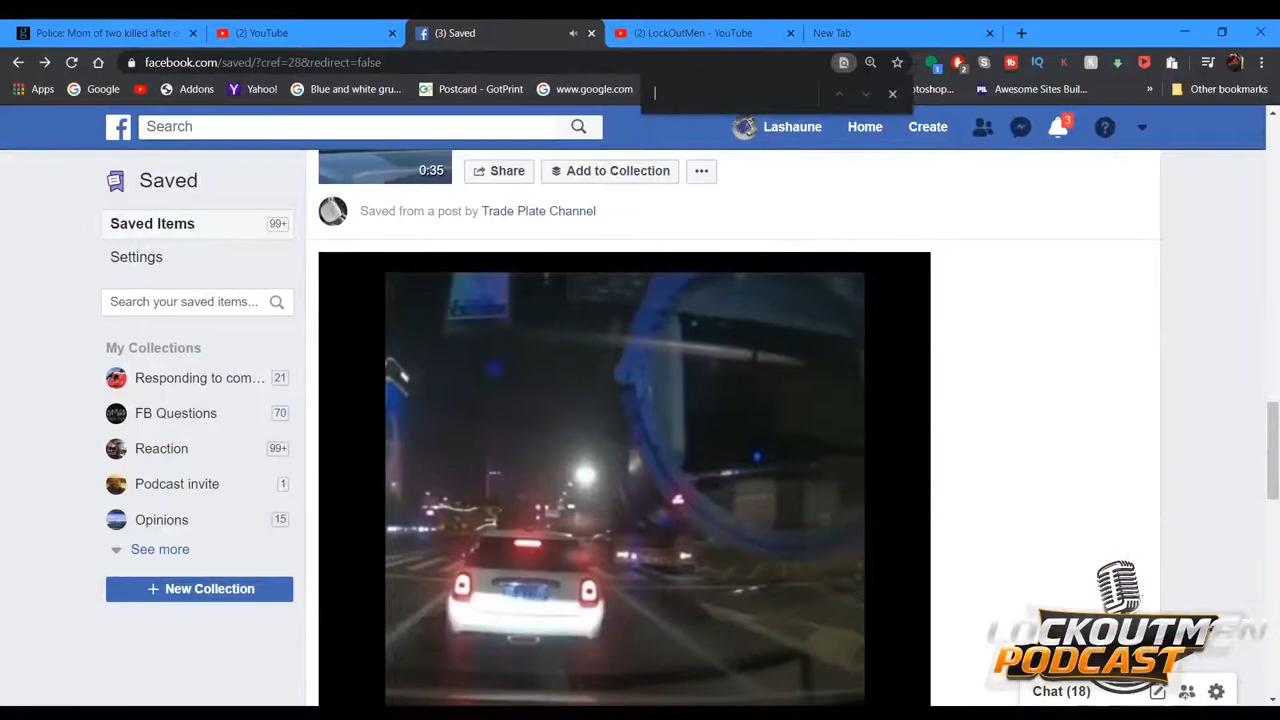 Police: Mom of two killed after
(2) YouTube
(3) Saved
(2) LockOutMen - YouTube
New Tab
facebook.com/saved/?cref=28&redirect=false
Apps
Google
Addons
Yahoo!
Blue and white gru...
Postcard - GotPrint
www.google.com
Awesome Sites Buil...
Other bookmarks
Search
Lashaune
Home
Create
3
Saved
Saved Items 99+
Settings
Search your saved items...
My Collections
Responding to com... 21
FB Questions 70
Reaction 99+
Podcast invite 1
Opinions 15
See more
+ New Collection
0:35
Share
Add to Collection
Saved from a post by Trade Plate Channel
LOCKOUTMEN
PODCAST
Chat (18)